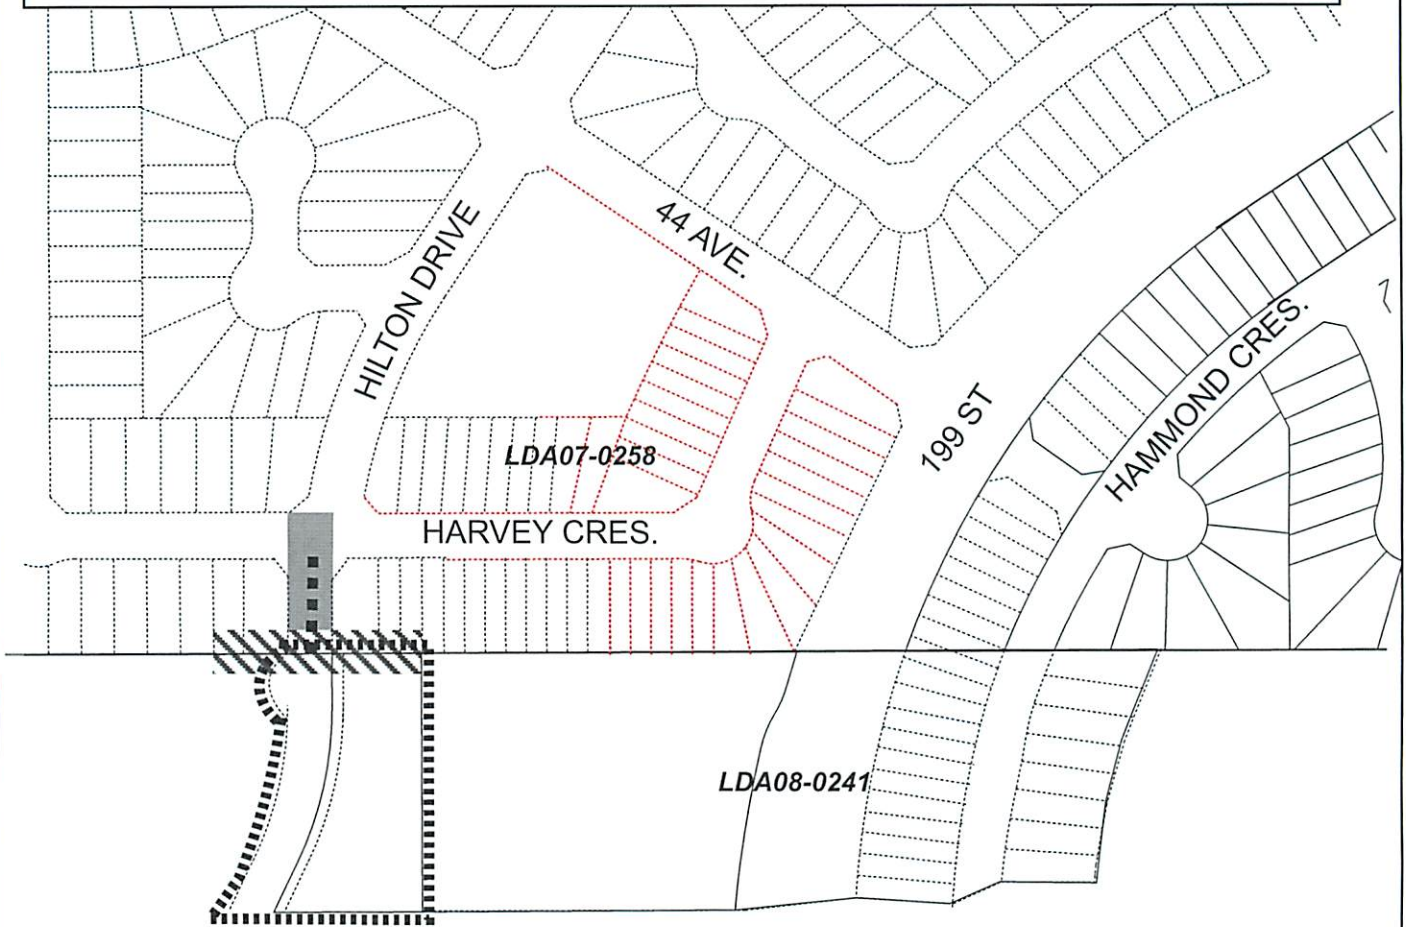 44 AVE.
HILTON DRIVE
HAMMOND CRES.
199 ST
LDA07-0258
HARVEY CRES.
LDA08-0241